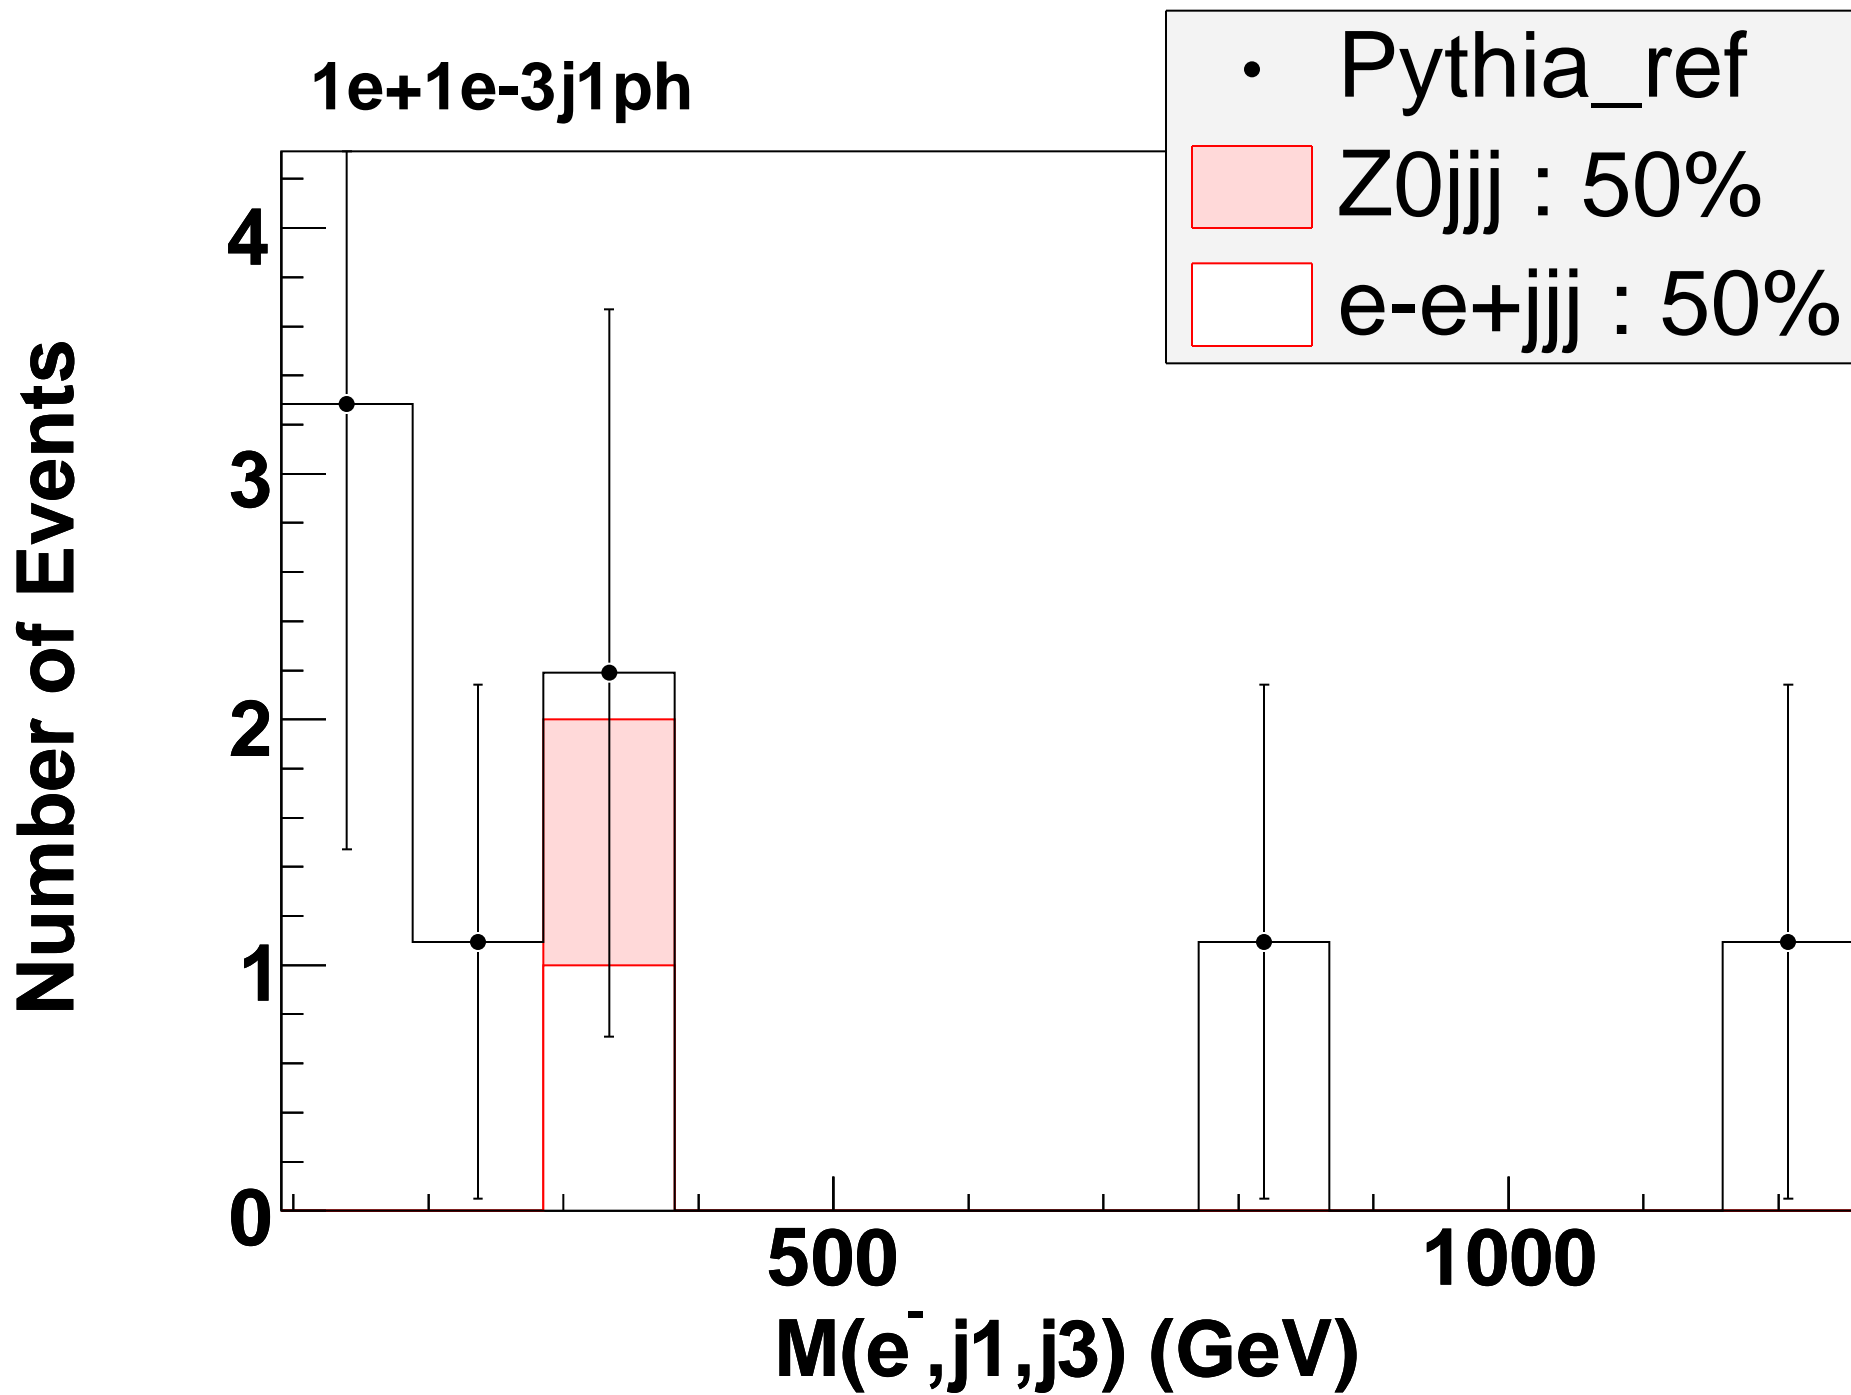 1e+1e-3j1ph
Pythia_ref
Z0jjj : 50%
e-e+jjj : 50%
Number of Events
4
3
2
1
0
500
1000
M(e-,j1,j3) (GeV)